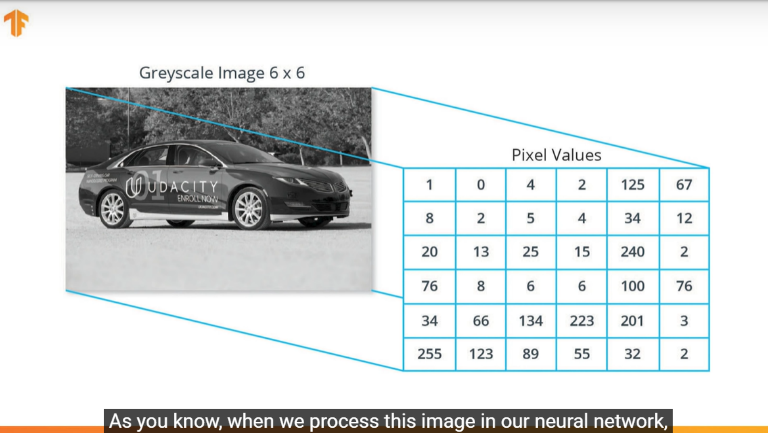 Greyscale Image 6 x 6
UDACITY
ENROLL NOW
01
Pixel Values
1 0 4 2 125 67
8 2 5 4 34 12
20 13 25 15 240 2
76 8 6 6 100 76
34 66 134 223 201 3
255 123 89 55 32 2
As you know, when we process this image in our neural network,